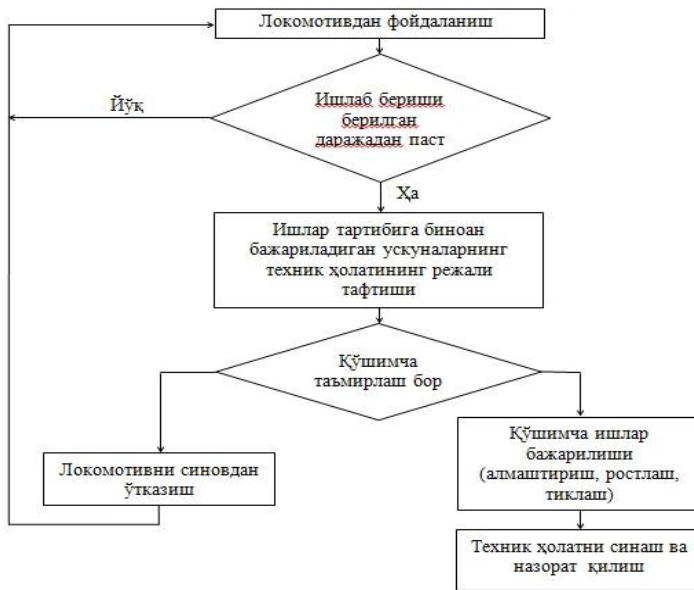 Локомотивдан фойдаланиш
Ишлаб бериши
берилган
даражадан паст
Йўқ
Ҳа
Ишлар тартибига биноан
бажариладиган ускуналарнинг
техник ҳолатининг режали
тафтиши
Қўшимча
таъмирлаш бор
Локомотивни синовдан
ўтказиш
Қўшимча ишлар
бажарилиши
(алмаштириш, ростлаш,
тиклаш)
Техник ҳолатни синаш ва
назорат қилиш